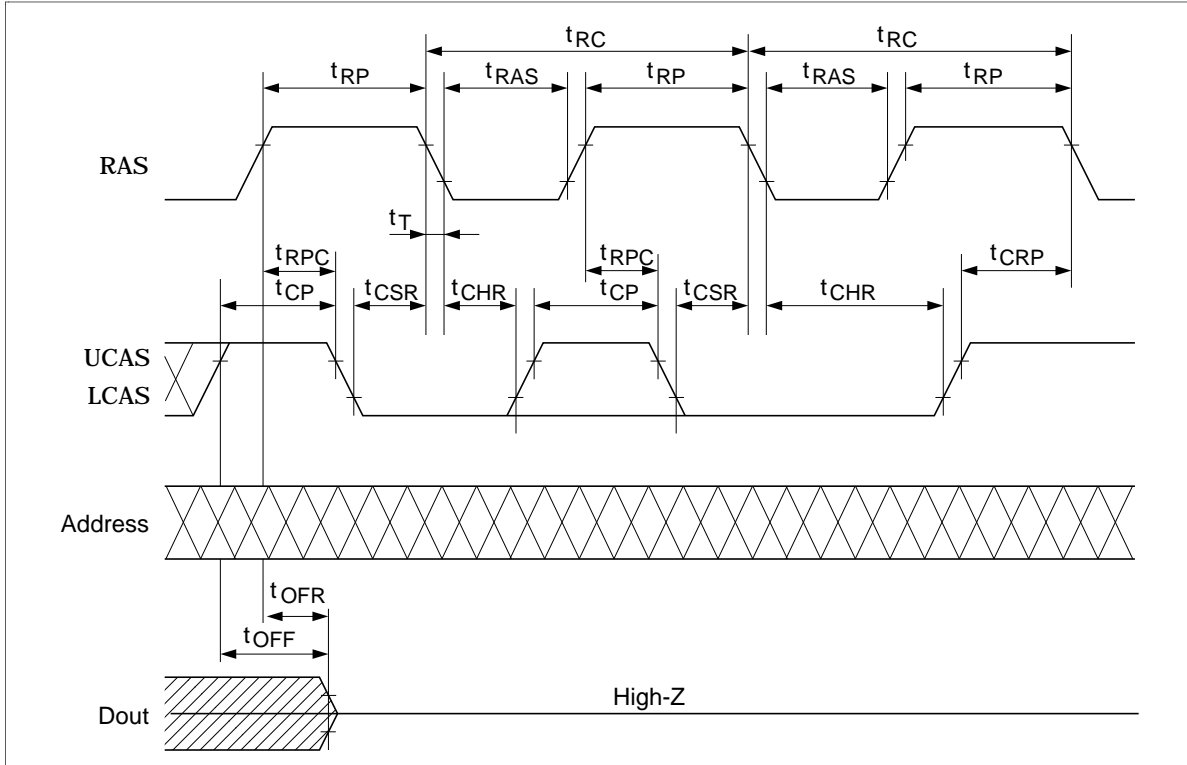 tRC tRC
tRP tRAS tRP tRAS tRP
RAS
tT
tRPC tRPC tCRP
tCP tCSR tCHR tCP tCSR tCHR
UCAS
LCAS
Address
tOFR
tOFF
High-Z
Dout